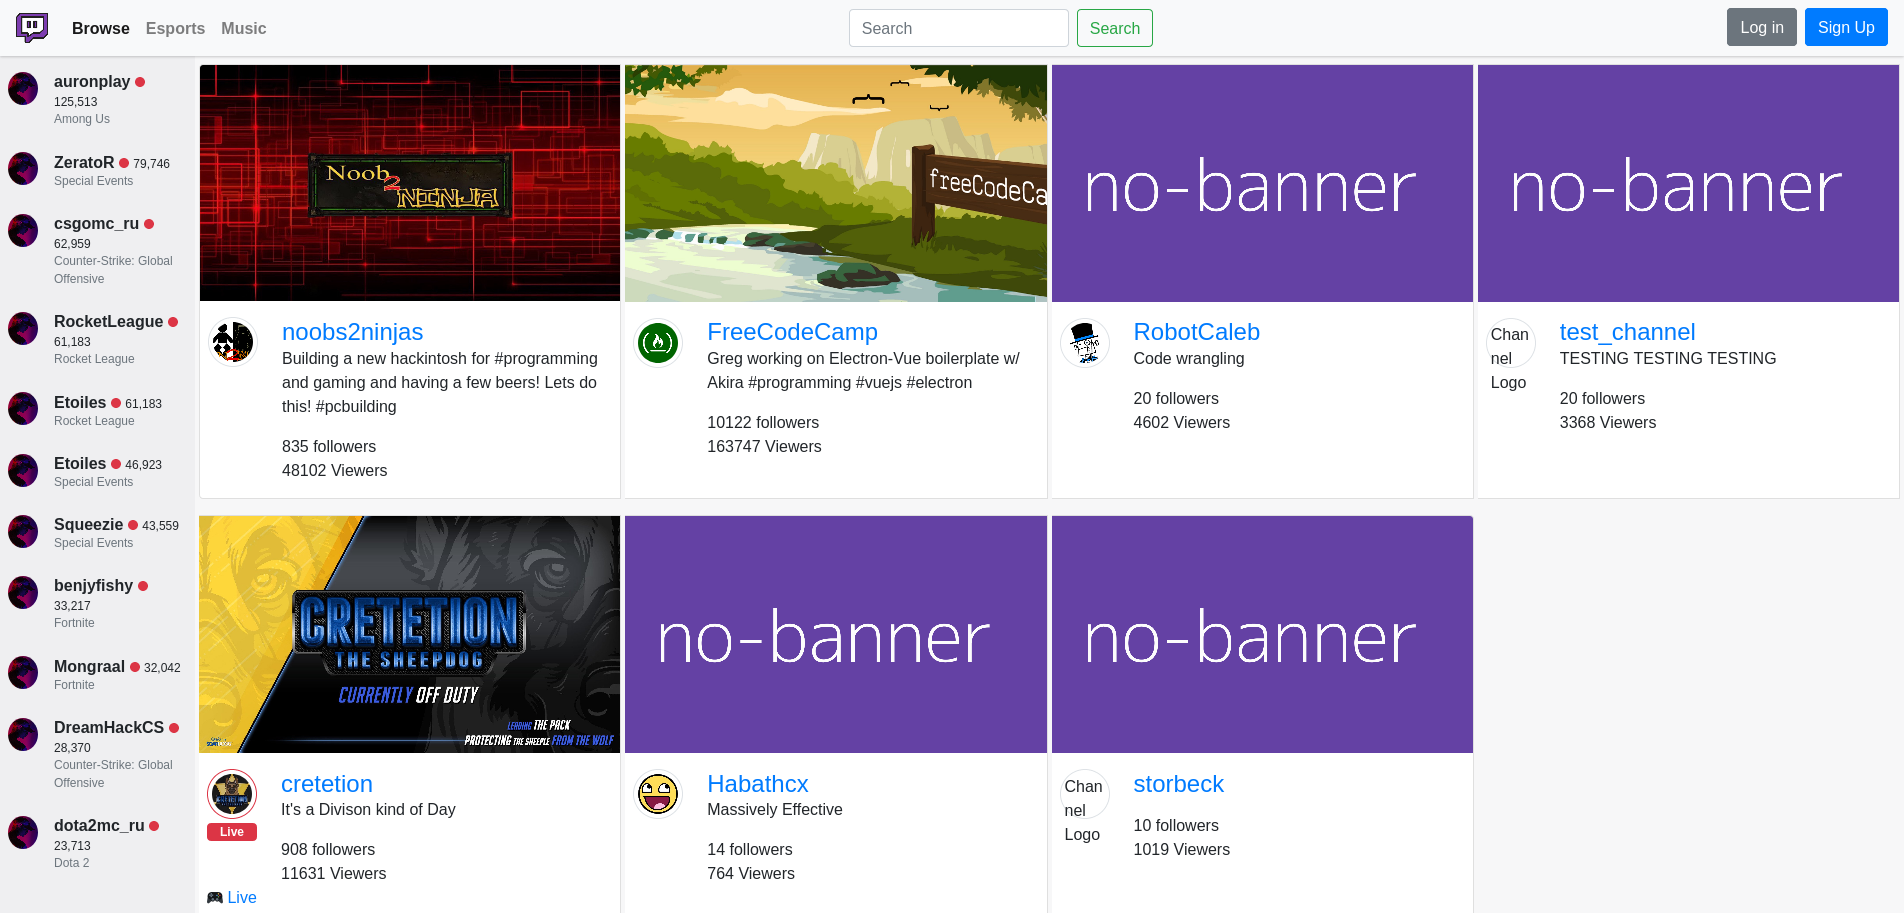 Browse Esports Music Search Search Log in Sign Up
auronplay
125,513
Among Us
ZeratoR 79,746
Special Events
csgomc_ru
62,959
Counter-Strike: Global
Offensive
RocketLeague
61,183
Rocket League
Etoiles 61,183
Rocket League
Etoiles 46,923
Special Events
Squeezie 43,559
Special Events
benjyfishy
33,217
Fortnite
Mongraal 32,042
Fortnite
DreamHackCS
28,370
Counter-Strike: Global
Offensive
dota2mc_ru
23,713
Dota 2
Noob
2
NINJA
noobs2ninjas
Building a new hackintosh for #programming
and gaming and having a few beers! Lets do
this! #pcbuilding
835 followers
48102 Viewers
freeCodeCa
FreeCodeCamp
Greg working on Electron-Vue boilerplate w/
Akira #programming #vuejs #electron
10122 followers
163747 Viewers
no-banner
RobotCaleb
Code wrangling
20 followers
4602 Viewers
no-banner
Chan
nel
Logo
test_channel
TESTING TESTING TESTING
20 followers
3368 Viewers
CRETETION
THE SHEEPDOG
CURRENTLY OFF DUTY
LEADING THE PACK
PROTECTING THE SHEEPLE FROM THE WOLF
Live
cretetion
It's a Divison kind of Day
908 followers
11631 Viewers
Live
no-banner
Habathcx
Massively Effective
14 followers
764 Viewers
no-banner
Chan
nel
Logo
storbeck
10 followers
1019 Viewers